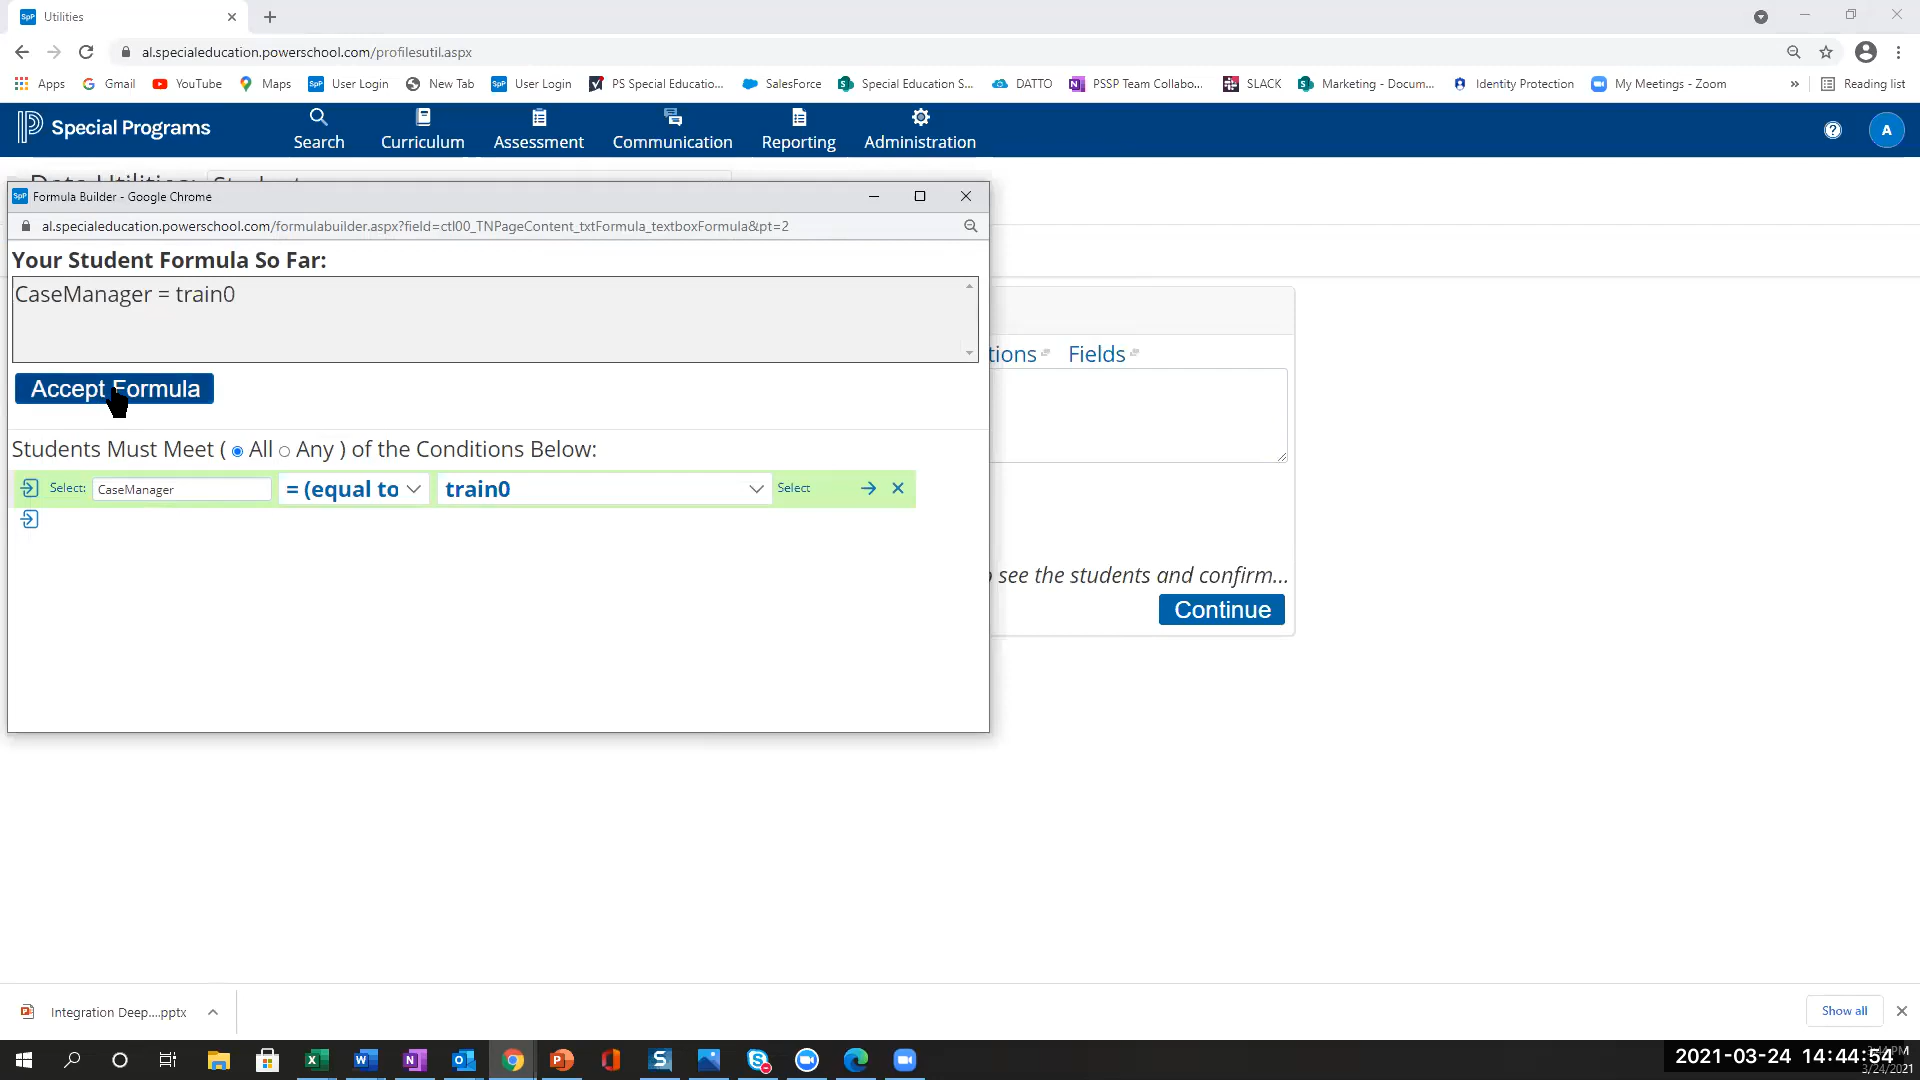 Utilities
al.specialeducation.powerschool.com/profilesutil.aspx
Apps Gmail YouTube Maps User Login New Tab User Login PS Special Educatio... SalesForce Special Education S... DATTO PSSP Team Collabo... SLACK Marketing - Docum... Identity Protection My Meetings - Zoom » Reading list
Special Programs
Search Curriculum Assessment Communication Reporting Administration
A
Formula Builder - Google Chrome
al.specialeducation.powerschool.com/formulabuilder.aspx?field=ctl00_TNPageContent_txtFormula_textboxFormula&pt=2
Your Student Formula So Far:
CaseManager = train0
tions Fields
Accept Formula
Students Must Meet ( All Any ) of the Conditions Below:
Select: CaseManager = (equal to train0 Select
see the students and confirm...
Continue
Integration Deep....pptx
Show all
2021-03-24 14:44:54
3/24/2021